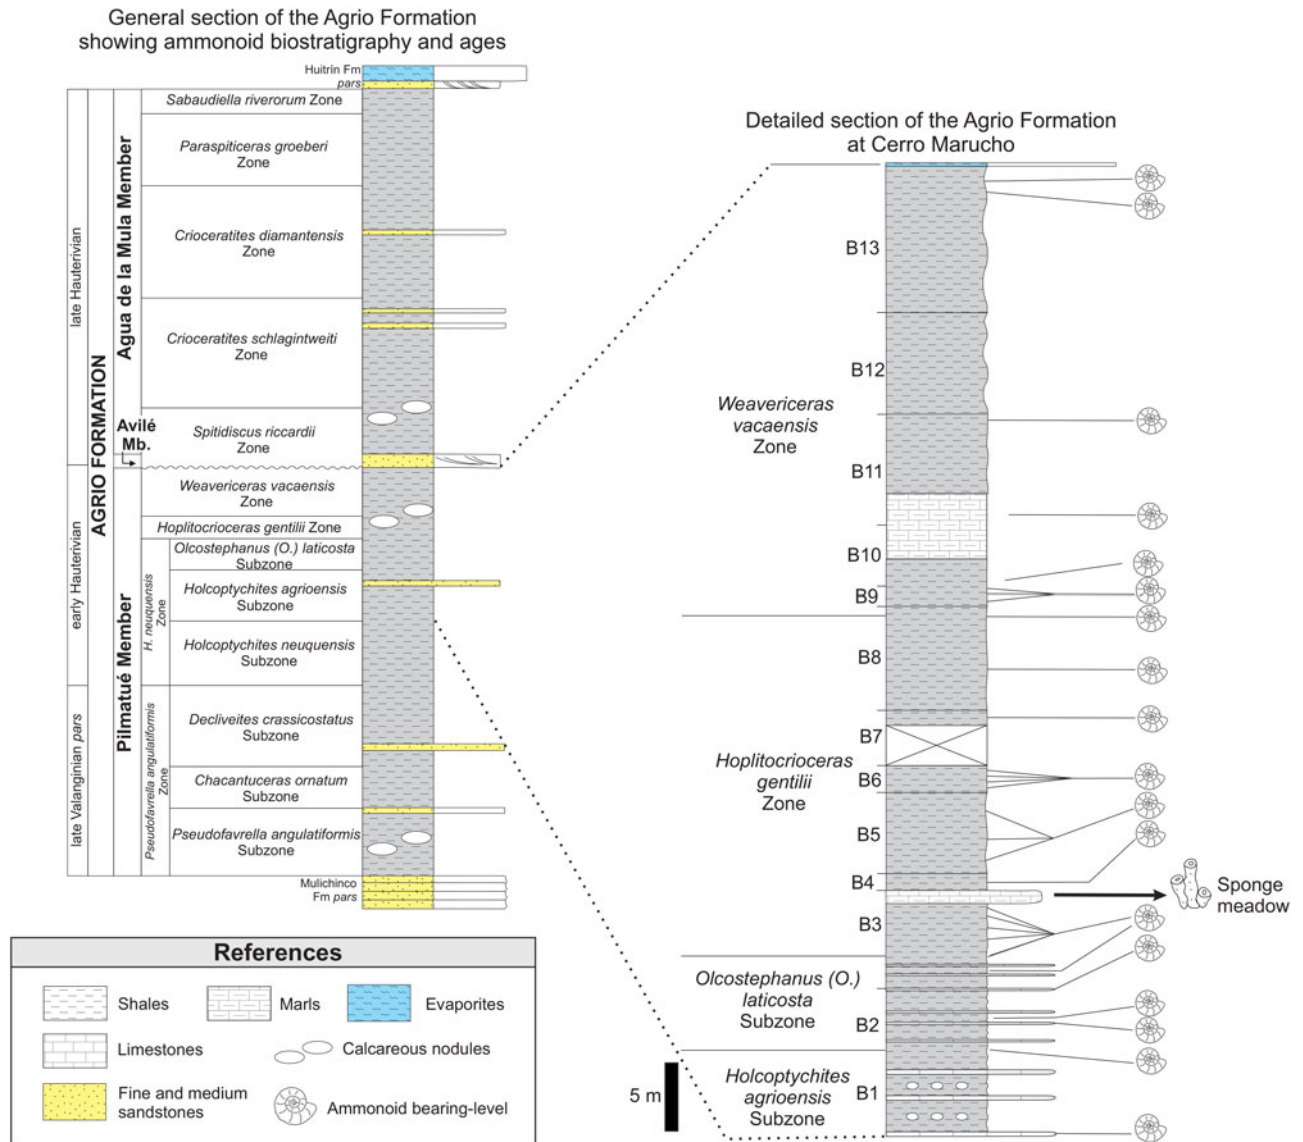 General section of the Agrio Formation
showing ammonoid biostratigraphy and ages
Huitrín Fm
pars
Sabaudiella riverorum Zone
Paraspiticeras groeberi
Zone
Crioceratites diamantensis
Zone
Crioceratites schlagintweiti
Zone
Spitidiscus riccardii
Zone
Weavericeras vacaensis
Zone
Hoplitocrioceras gentilii Zone
Olcostephanus (O.) laticosta
Subzone
Holcoptychites agrioensis
Subzone
Holcoptychites neuquensis
Subzone
Decliveites crassicostatus
Subzone
Chacantuceras ornatum
Subzone
Pseudofavrella angulatiformis
Subzone
Mulichinco
Fm pars
late Hauterivian
early Hauterivian
late Valanginian pars
AGRIO FORMATION
Agua de la Mula Member
Avilé
Mb.
Pilmatué Member
H. neuquensis
Zone
Pseudofavrella angulatiformis
Zone
Detailed section of the Agrio Formation
at Cerro Marucho
B13
B12
Weavericeras
vacaensis
Zone
B11
B10
B9
B8
B7
Hoplitocrioceras
gentilii
Zone
B6
B5
B4
Sponge
meadow
B3
Olcostephanus (O.)
laticosta
Subzone
B2
Holcoptychites
agrioensis
Subzone
B1
5 m
References
Shales
Marls
Evaporites
Limestones
Calcareous nodules
Fine and medium
sandstones
Ammonoid bearing-level